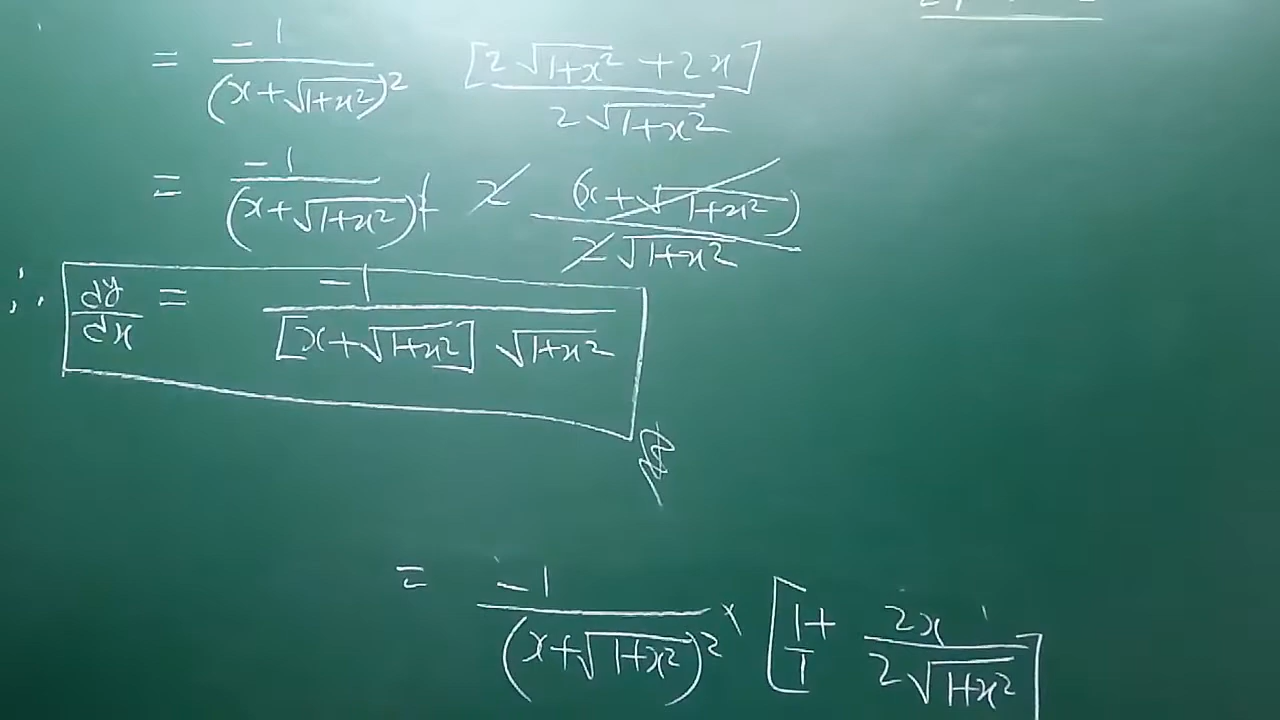 = -1/(x+√(1+x²))² [2√(1+x²) + 2x]/2√(1+x²)
= -1/(x+√(1+x²)) 2 (x+√(1+x²))/2√(1+x²)
∴ dy/dx = -1/[x+√(1+x²)] √(1+x²)
= -1/(x+√(1+x²))² × [1/1 + 2x/2√(1+x²)]